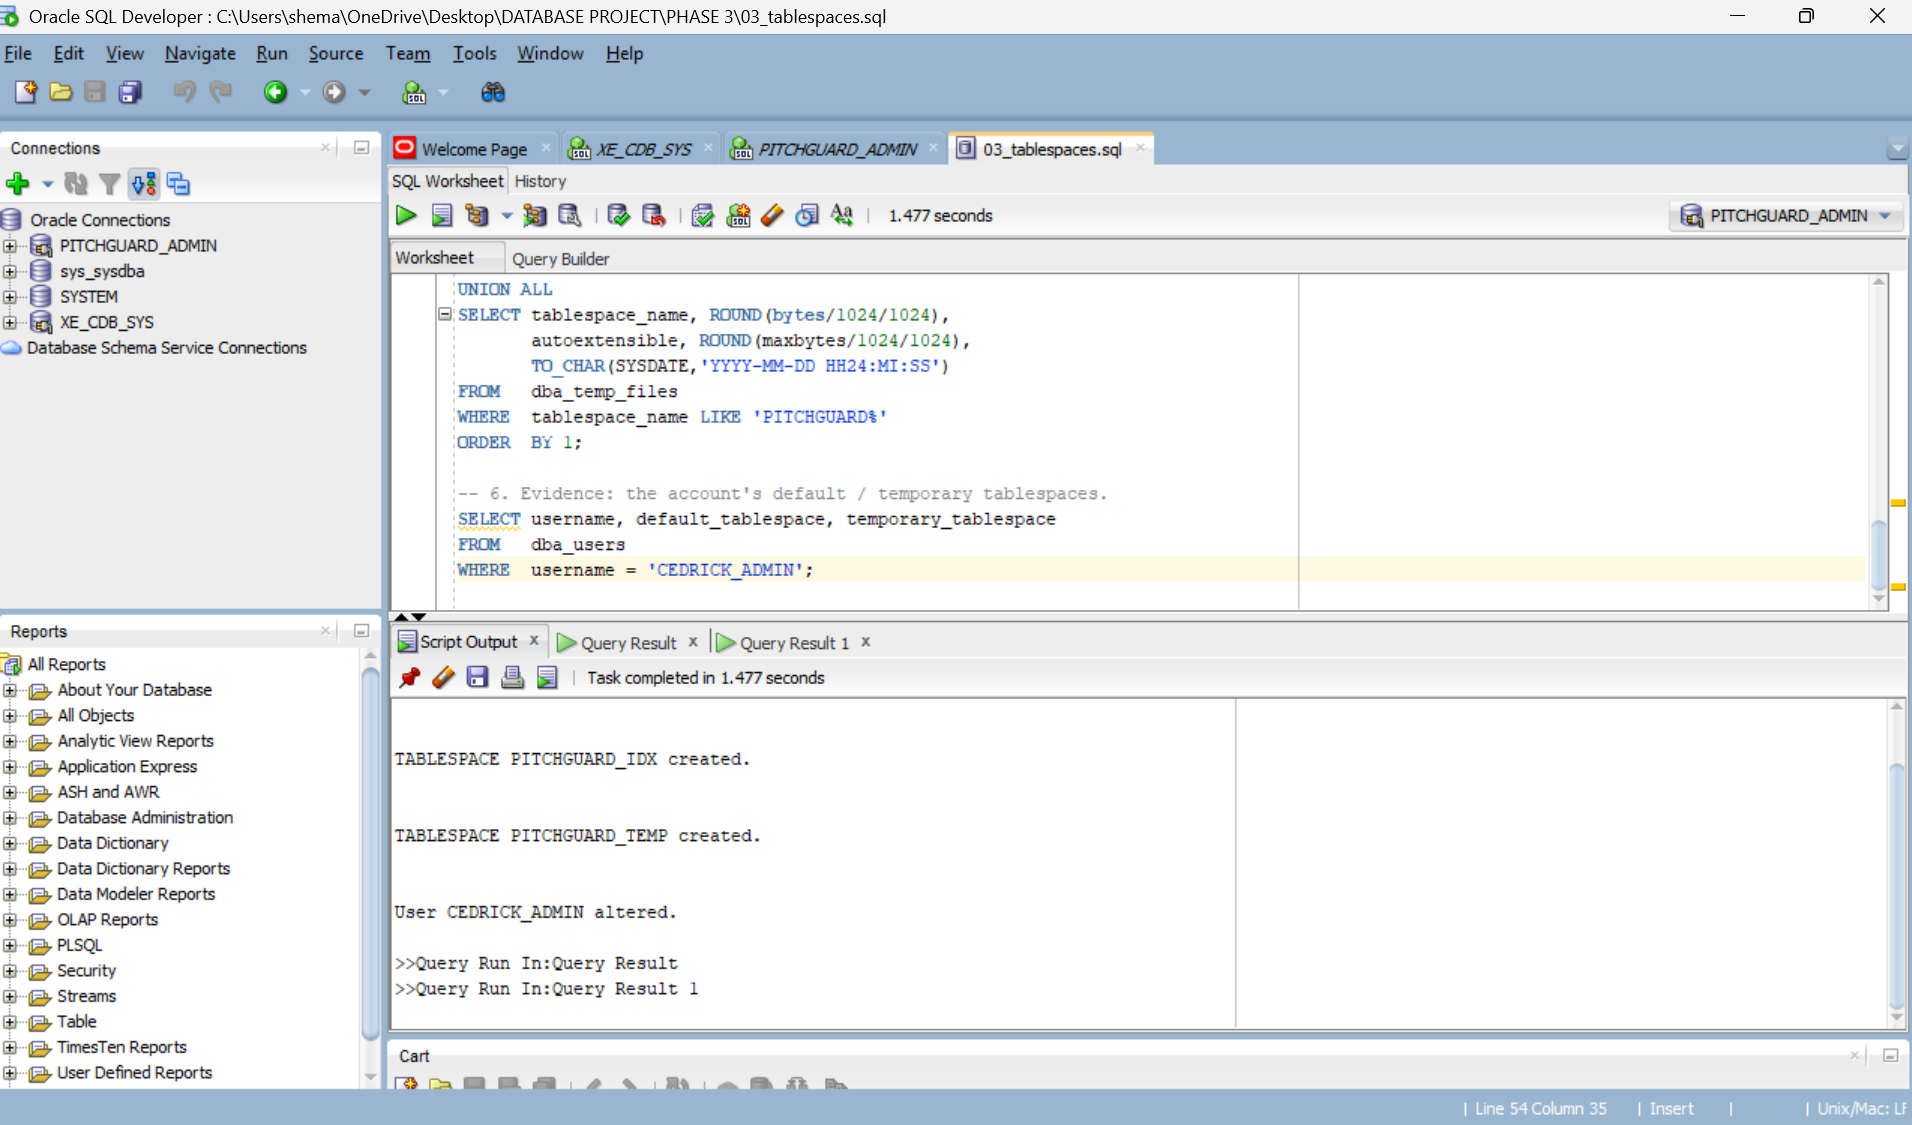 Oracle SQL Developer : C:\Users\shema\OneDrive\Desktop\DATABASE PROJECT\PHASE 3\03_tablespaces.sql
File Edit View Navigate Run Source Team Tools Window Help
Connections
Oracle Connections
PITCHGUARD_ADMIN
sys_sysdba
SYSTEM
XE_CDB_SYS
Database Schema Service Connections
Reports
All Reports
About Your Database
All Objects
Analytic View Reports
Application Express
ASH and AWR
Database Administration
Data Dictionary
Data Dictionary Reports
Data Modeler Reports
OLAP Reports
PLSQL
Security
Streams
Table
TimesTen Reports
User Defined Reports
Welcome Page XE_CDB_SYS PITCHGUARD_ADMIN 03_tablespaces.sql
SQL Worksheet History
1.477 seconds PITCHGUARD_ADMIN
Worksheet Query Builder
UNION ALL
SELECT tablespace_name, ROUND(bytes/1024/1024),
autoextensible, ROUND(maxbytes/1024/1024),
TO_CHAR(SYSDATE,'YYYY-MM-DD HH24:MI:SS')
FROM dba_temp_files
WHERE tablespace_name LIKE 'PITCHGUARD%'
ORDER BY 1;
-- 6. Evidence: the account's default / temporary tablespaces.
SELECT username, default_tablespace, temporary_tablespace
FROM dba_users
WHERE username = 'CEDRICK_ADMIN';
Script Output Query Result Query Result 1
Task completed in 1.477 seconds
TABLESPACE PITCHGUARD_IDX created.
TABLESPACE PITCHGUARD_TEMP created.
User CEDRICK_ADMIN altered.
>>Query Run In:Query Result
>>Query Run In:Query Result 1
Cart
Line 54 Column 35 Insert Unix/Mac: LF